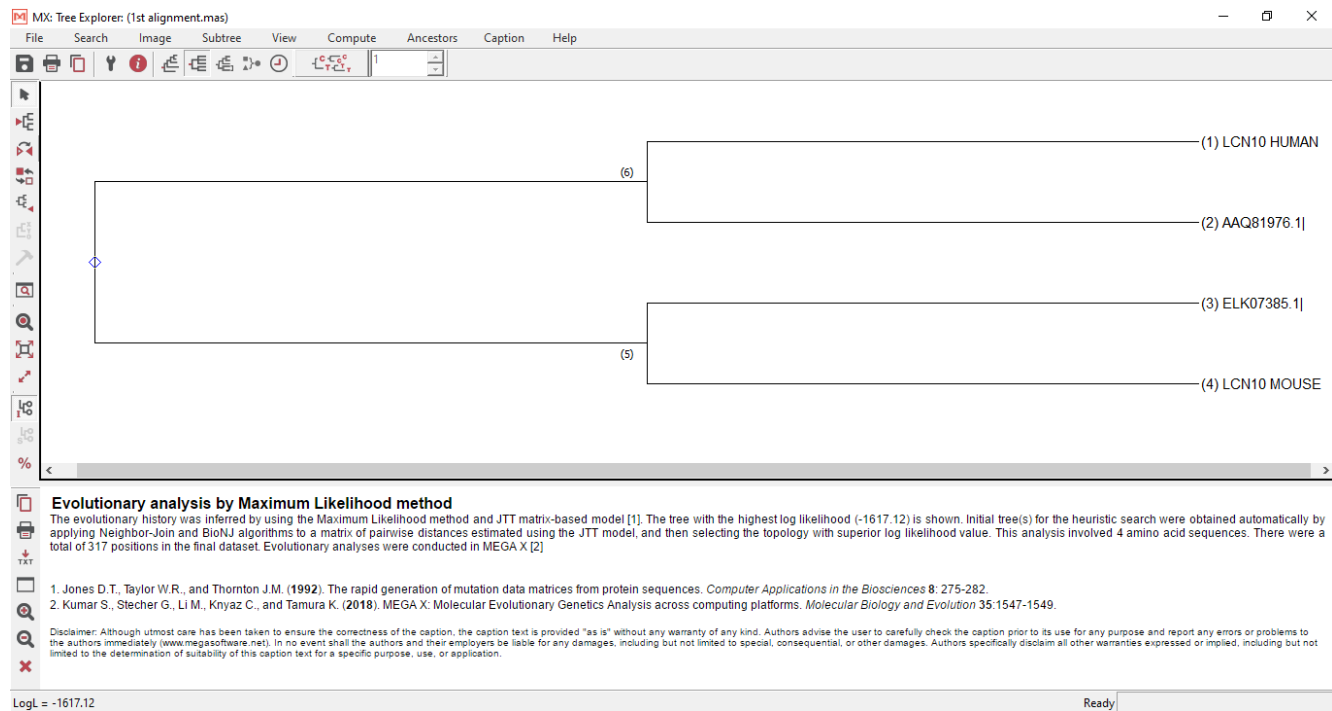 MX: Tree Explorer: (1st alignment.mas)
File Search Image Subtree View Compute Ancestors Caption Help
1
(1) LCN10 HUMAN
(6)
(2) AAQ81976.1|
(3) ELK07385.1|
(5)
(4) LCN10 MOUSE
%
Evolutionary analysis by Maximum Likelihood method
The evolutionary history was inferred by using the Maximum Likelihood method and JTT matrix-based model [1]. The tree with the highest log likelihood (-1617.12) is shown. Initial tree(s) for the heuristic search were obtained automatically by
applying Neighbor-Join and BioNJ algorithms to a matrix of pairwise distances estimated using the JTT model, and then selecting the topology with superior log likelihood value. This analysis involved 4 amino acid sequences. There were a
total of 317 positions in the final dataset. Evolutionary analyses were conducted in MEGA X [2]
TXT
1. Jones D.T., Taylor W.R., and Thornton J.M. (1992). The rapid generation of mutation data matrices from protein sequences. Computer Applications in the Biosciences 8: 275-282.
2. Kumar S., Stecher G., Li M., Knyaz C., and Tamura K. (2018). MEGA X: Molecular Evolutionary Genetics Analysis across computing platforms. Molecular Biology and Evolution 35:1547-1549.
Disclaimer: Although utmost care has been taken to ensure the correctness of the caption, the caption text is provided "as is" without any warranty of any kind. Authors advise the user to carefully check the caption prior to its use for any purpose and report any errors or problems to
the authors immediately (www.megasoftware.net). In no event shall the authors and their employers be liable for any damages, including but not limited to special, consequential, or other damages. Authors specifically disclaim all other warranties expressed or implied, including but not
limited to the determination of suitability of this caption text for a specific purpose, use, or application.
LogL = -1617.12 Ready